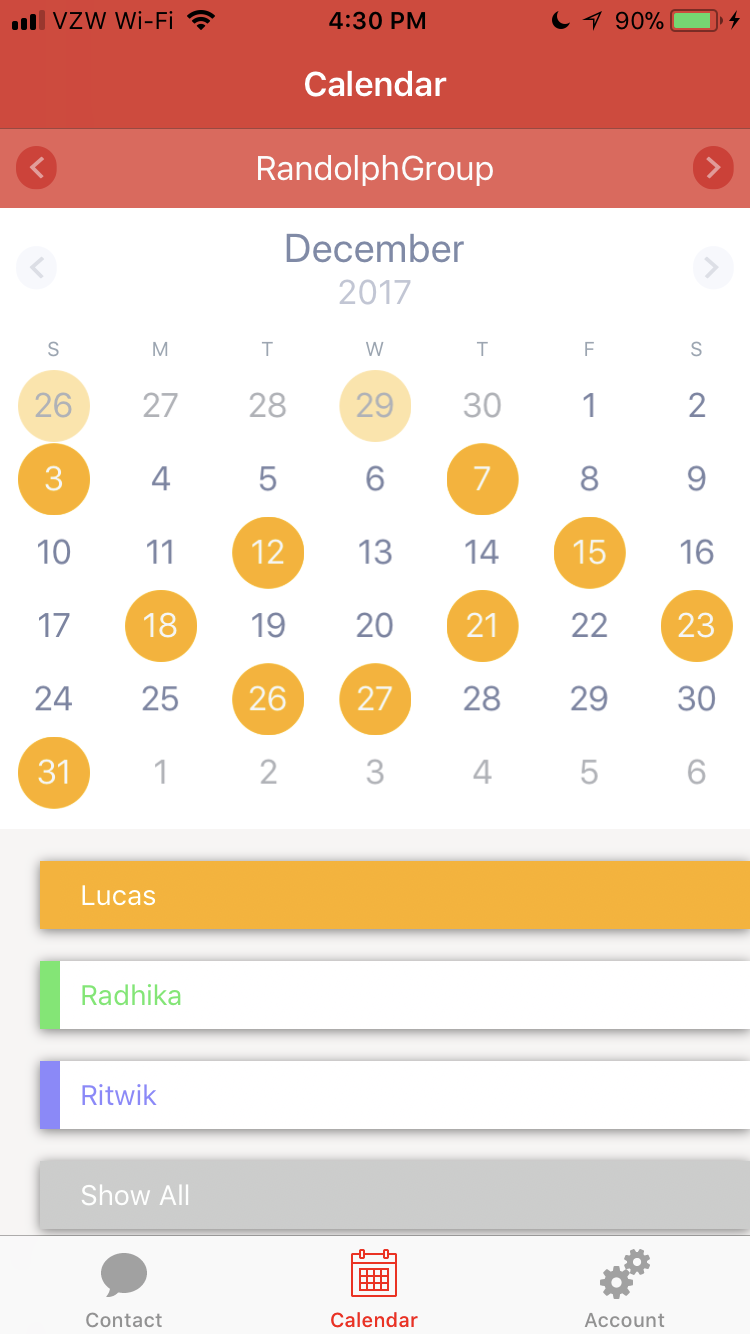 VZW Wi-Fi 4:30 PM 90%
Calendar
RandolphGroup
December
2017
S M T W T F S
26 27 28 29 30 1 2
3 4 5 6 7 8 9
10 11 12 13 14 15 16
17 18 19 20 21 22 23
24 25 26 27 28 29 30
31 1 2 3 4 5 6
Lucas
Radhika
Ritwik
Show All
Contact Calendar Account